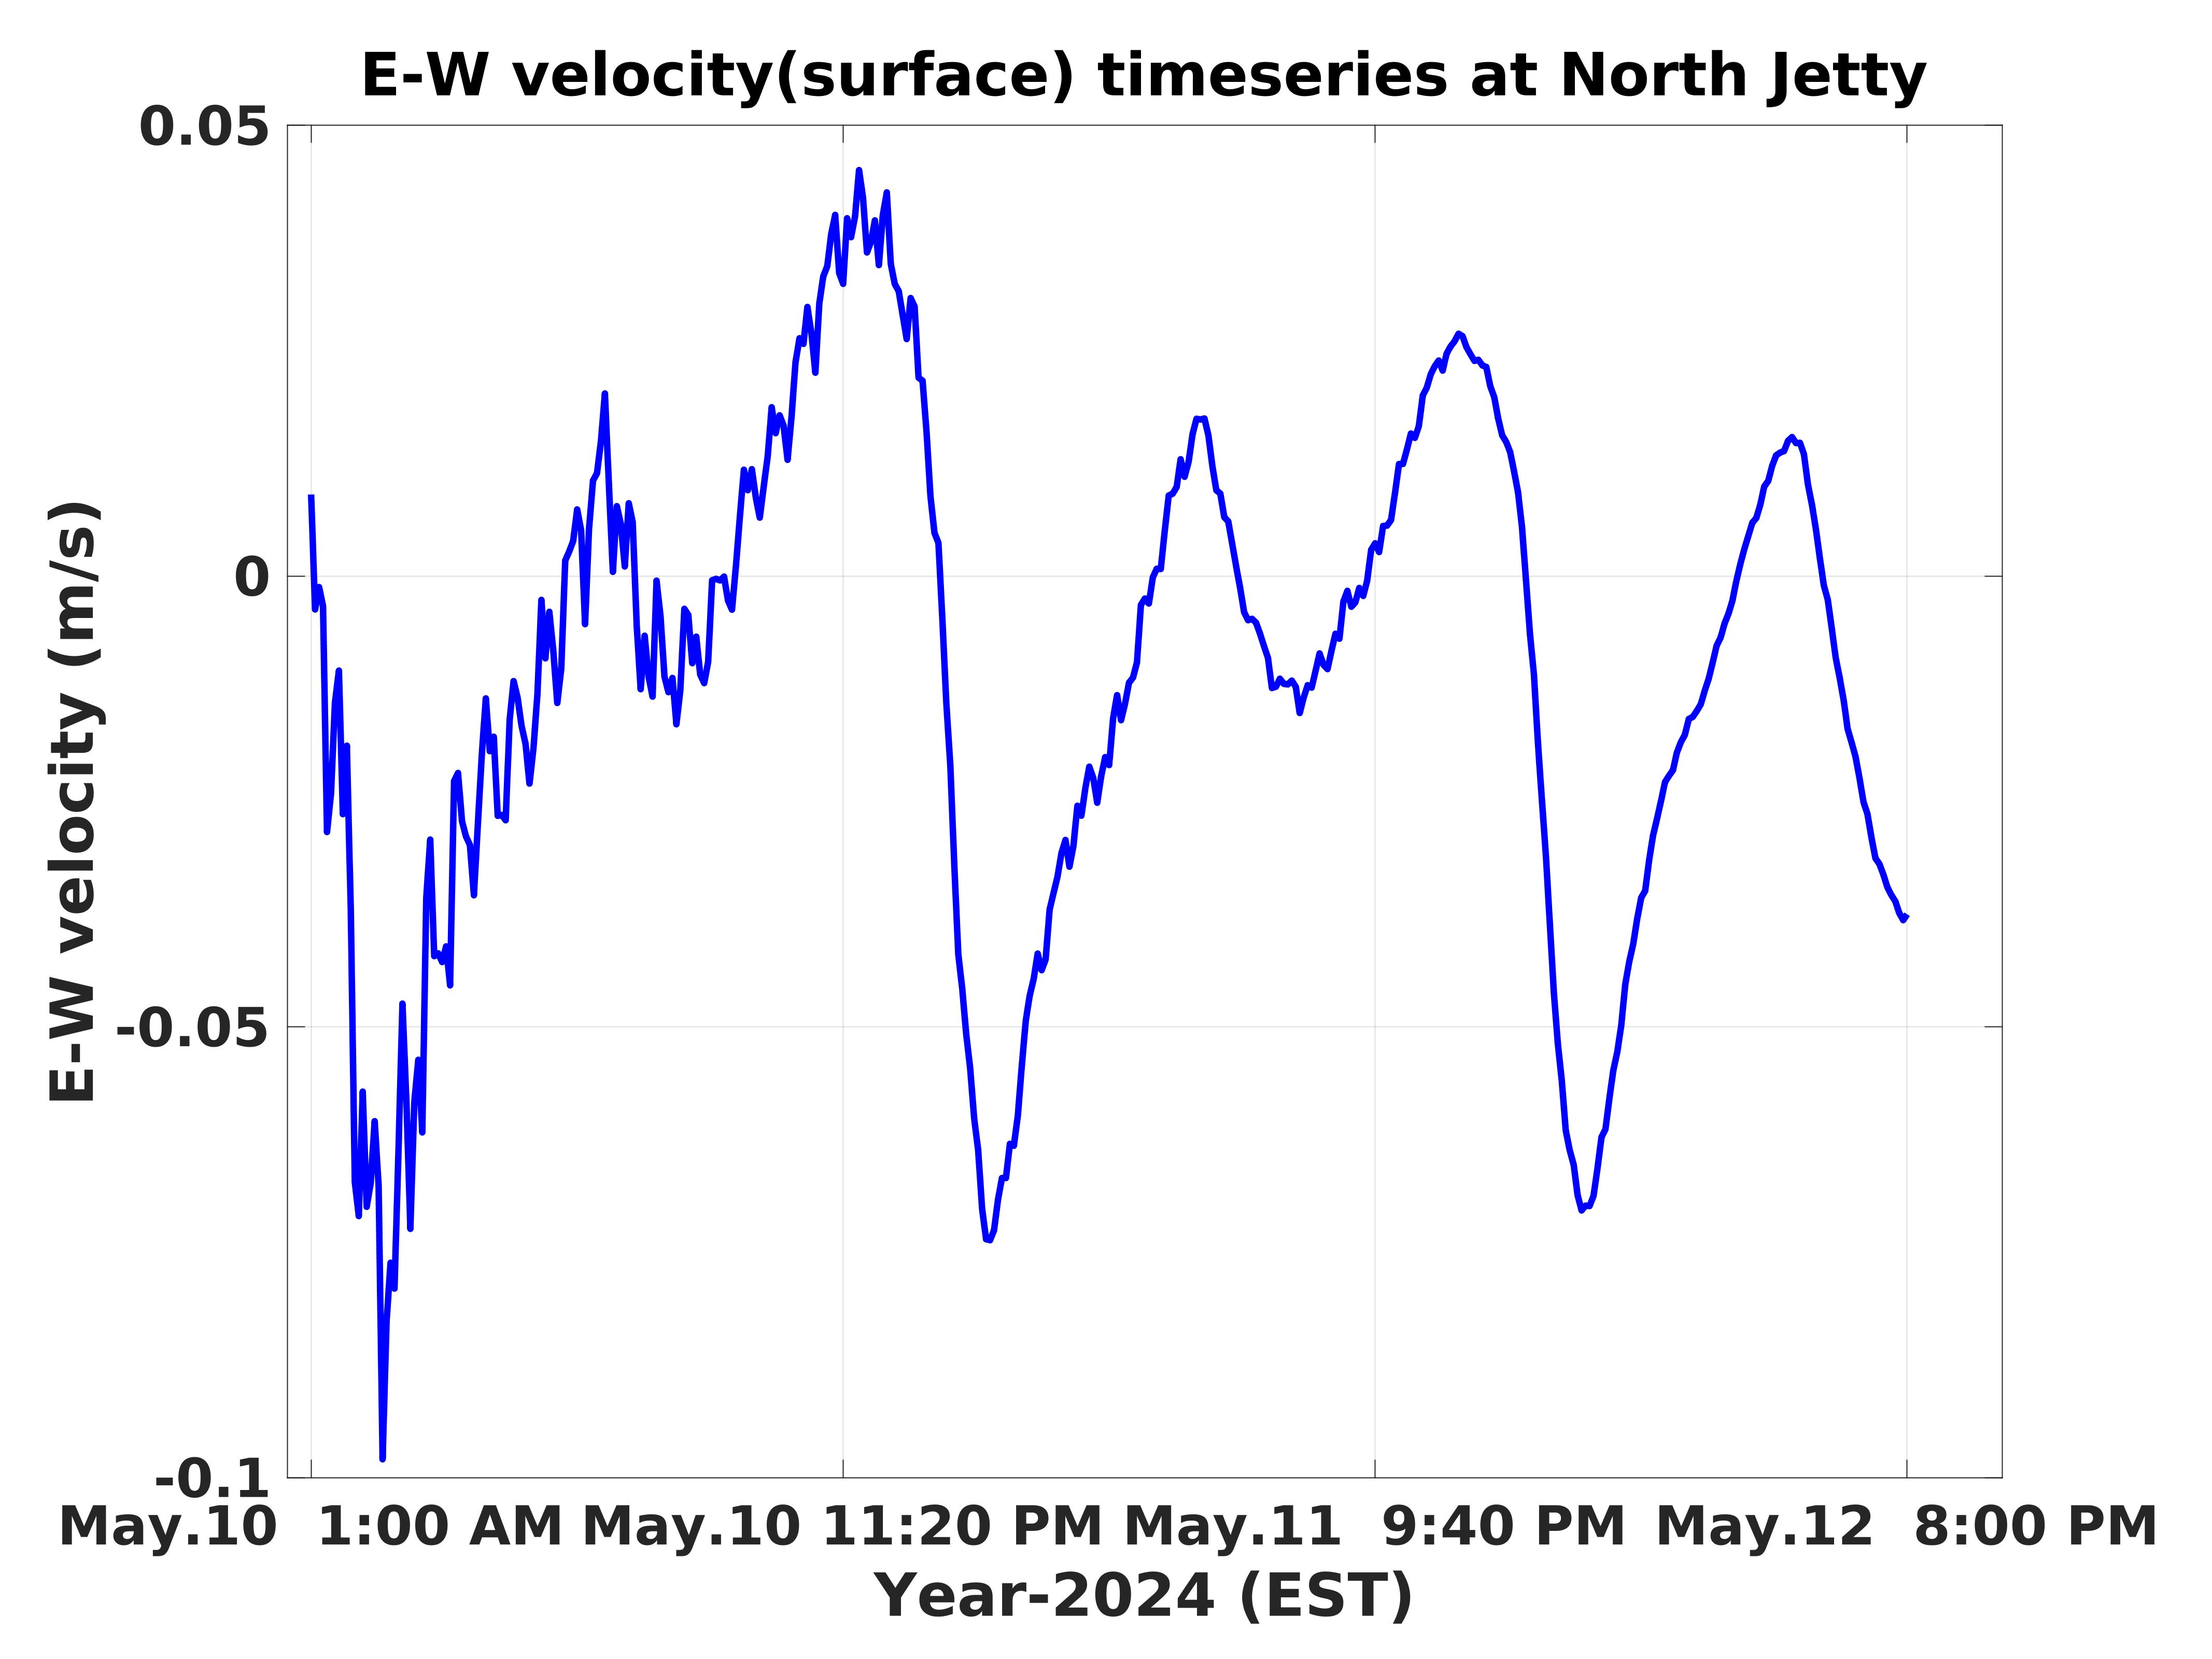 E-W velocity(surface) timeseries at North Jetty
0.05
0
-0.05
-0.1
E-W velocity (m/s)
May.10  1:00 AM May.10 11:20 PM May.11  9:40 PM May.12  8:00 PM
Year-2024 (EST)